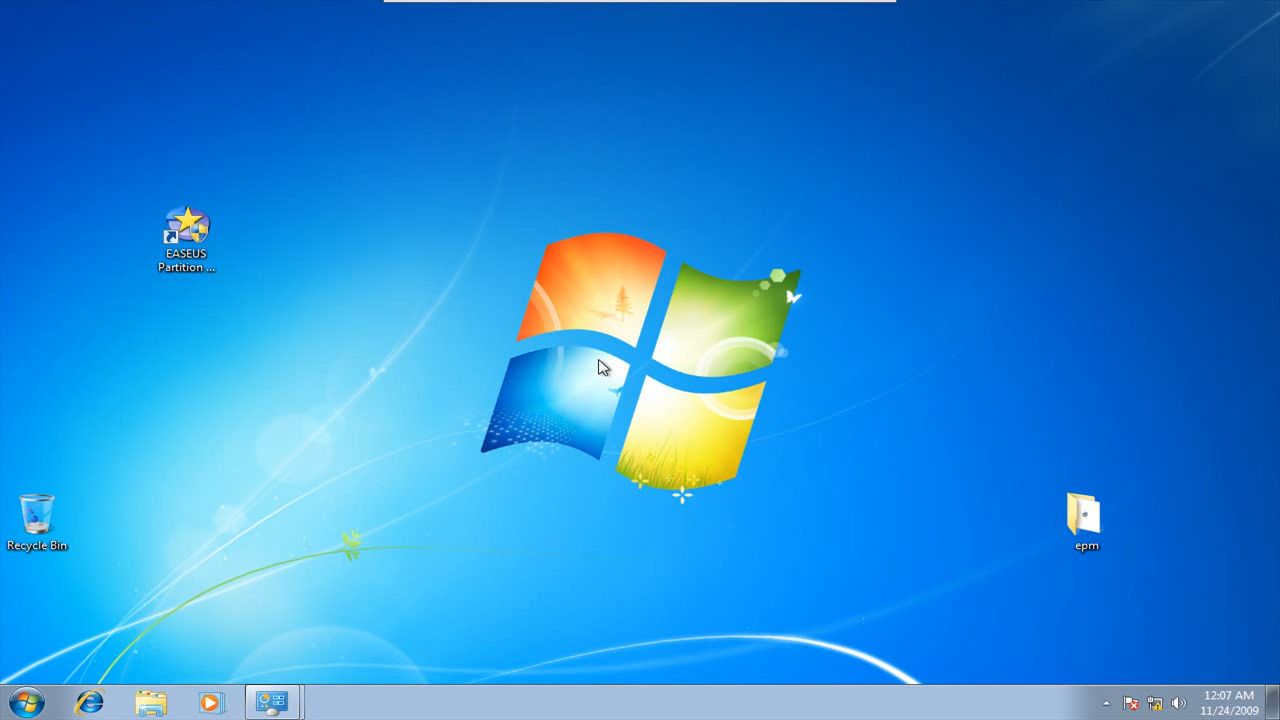 EASEUS
Partition ...
Recycle Bin
epm
12:07 AM
11/24/2009